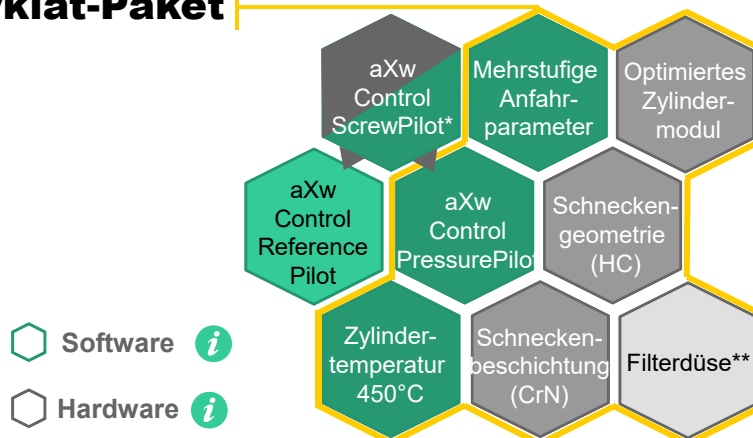 yklat-Paket
aXw
Control
ScrewPilot*
Mehrstufige
Anfahr-
parameter
Optimiertes
Zylinder-
modul
aXw
Control
Reference
Pilot
aXw
Control
PressurePilot
Schnecken-
geometrie
(HC)
Zylinder-
temperatur
450°C
Schnecken-
beschichtung
(CrN)
Filterdüse**
Software i
Hardware i